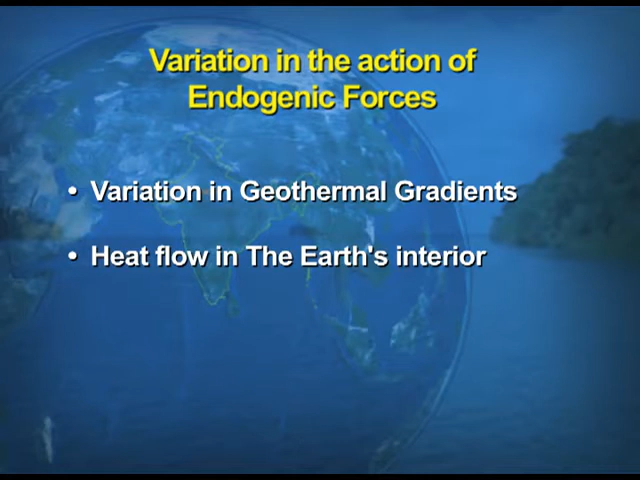 Variation in the action of
Endogenic Forces
• Variation in Geothermal Gradients
• Heat flow in The Earth's interior